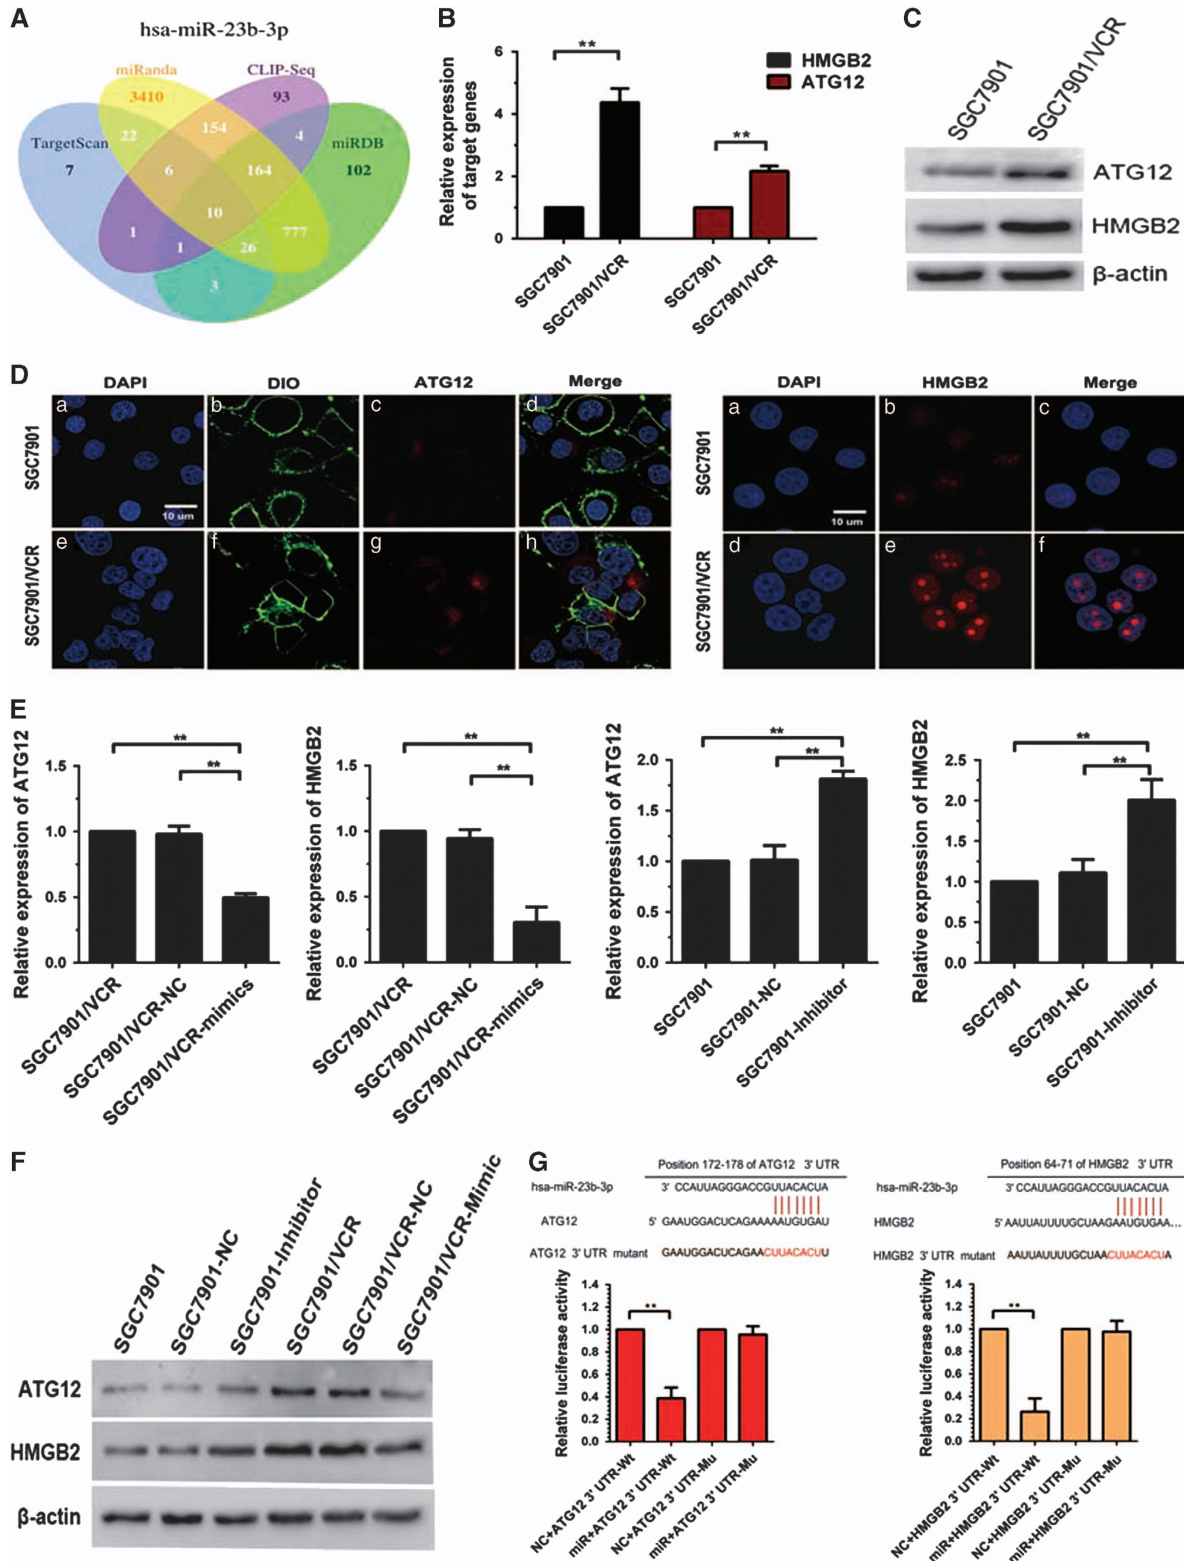 A
hsa-miR-23b-3p
miRanda
CLIP-Seq
3410
93
TargetScan
miRDB
22
154
4
7
102
6
164
10
1
1
26
777
3
B
Relative expression
of target genes
6
4
2
0
**
**
HMGB2
ATG12
SGC7901
SGC7901/VCR
SGC7901
SGC7901/VCR
C
SGC7901
SGC7901/VCR
ATG12
HMGB2
β-actin
D
DAPI DIO ATG12 Merge
DAPI HMGB2 Merge
SGC7901
a b c d
10 um
SGC7901
a b c
10 um
SGC7901/VCR
e f g h
SGC7901/VCR
d e f
E
Relative expression of ATG12
1.5
1.0
0.5
0.0
**
**
SGC7901/VCR
SGC7901/VCR-NC
SGC7901/VCR-mimics
Relative expression of HMGB2
1.5
1.0
0.5
0.0
**
**
SGC7901/VCR
SGC7901/VCR-NC
SGC7901/VCR-mimics
Relative expression of ATG12
2.0
1.5
1.0
0.5
0.0
**
**
SGC7901
SGC7901-NC
SGC7901-Inhibitor
Relative expression of HMGB2
2.5
2.0
1.5
1.0
0.5
0.0
**
**
SGC7901
SGC7901-NC
SGC7901-Inhibitor
F
SGC7901
SGC7901-NC
SGC7901-Inhibitor
SGC7901/VCR
SGC7901/VCR-NC
SGC7901/VCR-Mimic
ATG12
HMGB2
β-actin
G
Position 172-178 of ATG12 3' UTR
hsa-miR-23b-3p 3' CCAUUAGGGACCGUUACACUA
ATG12 5' GAAUGGACUCAGAAAAUGUGAU
ATG12 3' UTR mutant GAAUGGACUCAGAACUUACACUU
Relative luciferase activity
1.4
1.2
1.0
0.8
0.6
0.4
0.2
0.0
**
NC+ATG12 3' UTR-Wt
miR+ATG12 3' UTR-Wt
NC+ATG12 3' UTR-Mu
miR+ATG12 3' UTR-Mu
Position 64-71 of HMGB2 3' UTR
hsa-miR-23b-3p 3' CCAUUAGGGACCGUUACACUA
HMGB2 5' AAUUAUUUUGCUAAGAAUGUGAA...
HMGB2 3' UTR mutant AAUUAUUUUGCUAACUUACACUA
Relative luciferase activity
1.4
1.2
1.0
0.8
0.6
0.4
0.2
0.0
**
NC+HMGB2 3' UTR-Wt
miR+HMGB2 3' UTR-Wt
NC+HMGB2 3' UTR-Mu
miR+HMGB2 3' UTR-Mu